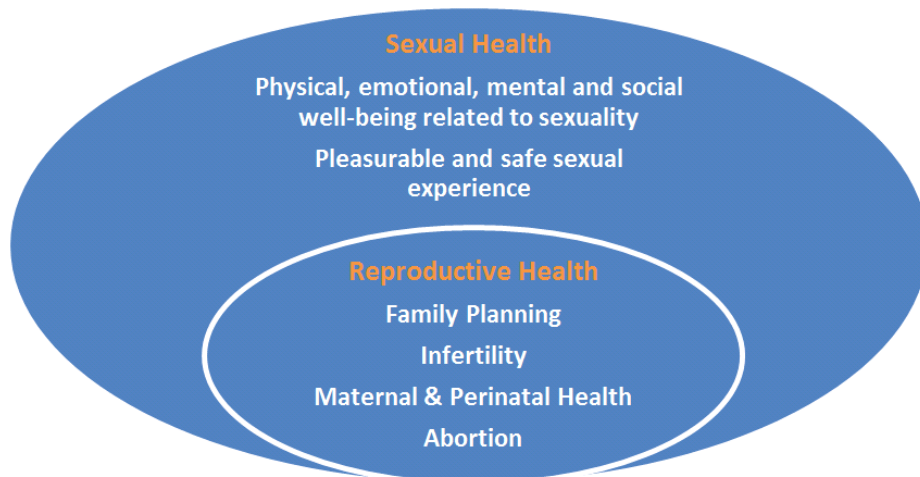 Sexual Health
Physical, emotional, mental and social
well-being related to sexuality
Pleasurable and safe sexual
experience
Reproductive Health
Family Planning
Infertility
Maternal & Perinatal Health
Abortion